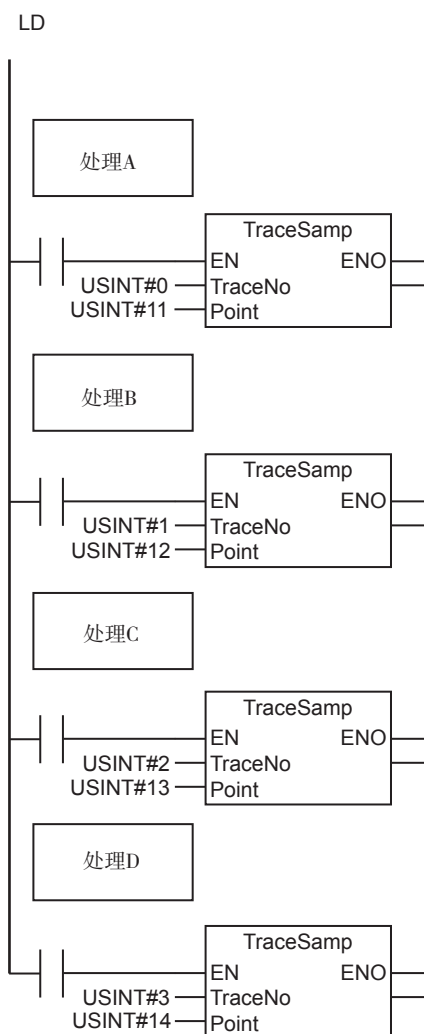 LD
处理A
TraceSamp
EN ENO
USINT#0 TraceNo
USINT#11 Point
处理B
TraceSamp
EN ENO
USINT#1 TraceNo
USINT#12 Point
处理C
TraceSamp
EN ENO
USINT#2 TraceNo
USINT#13 Point
处理D
TraceSamp
EN ENO
USINT#3 TraceNo
USINT#14 Point